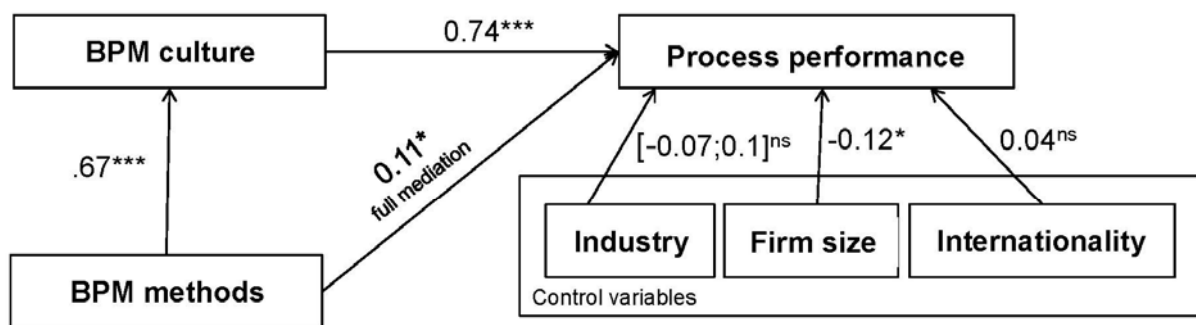 BPM culture
0.74***
Process performance
.67***
0.11*
full mediation
[-0.07;0.1]ns
-0.12*
0.04ns
Industry
Firm size
Internationality
BPM methods
Control variables